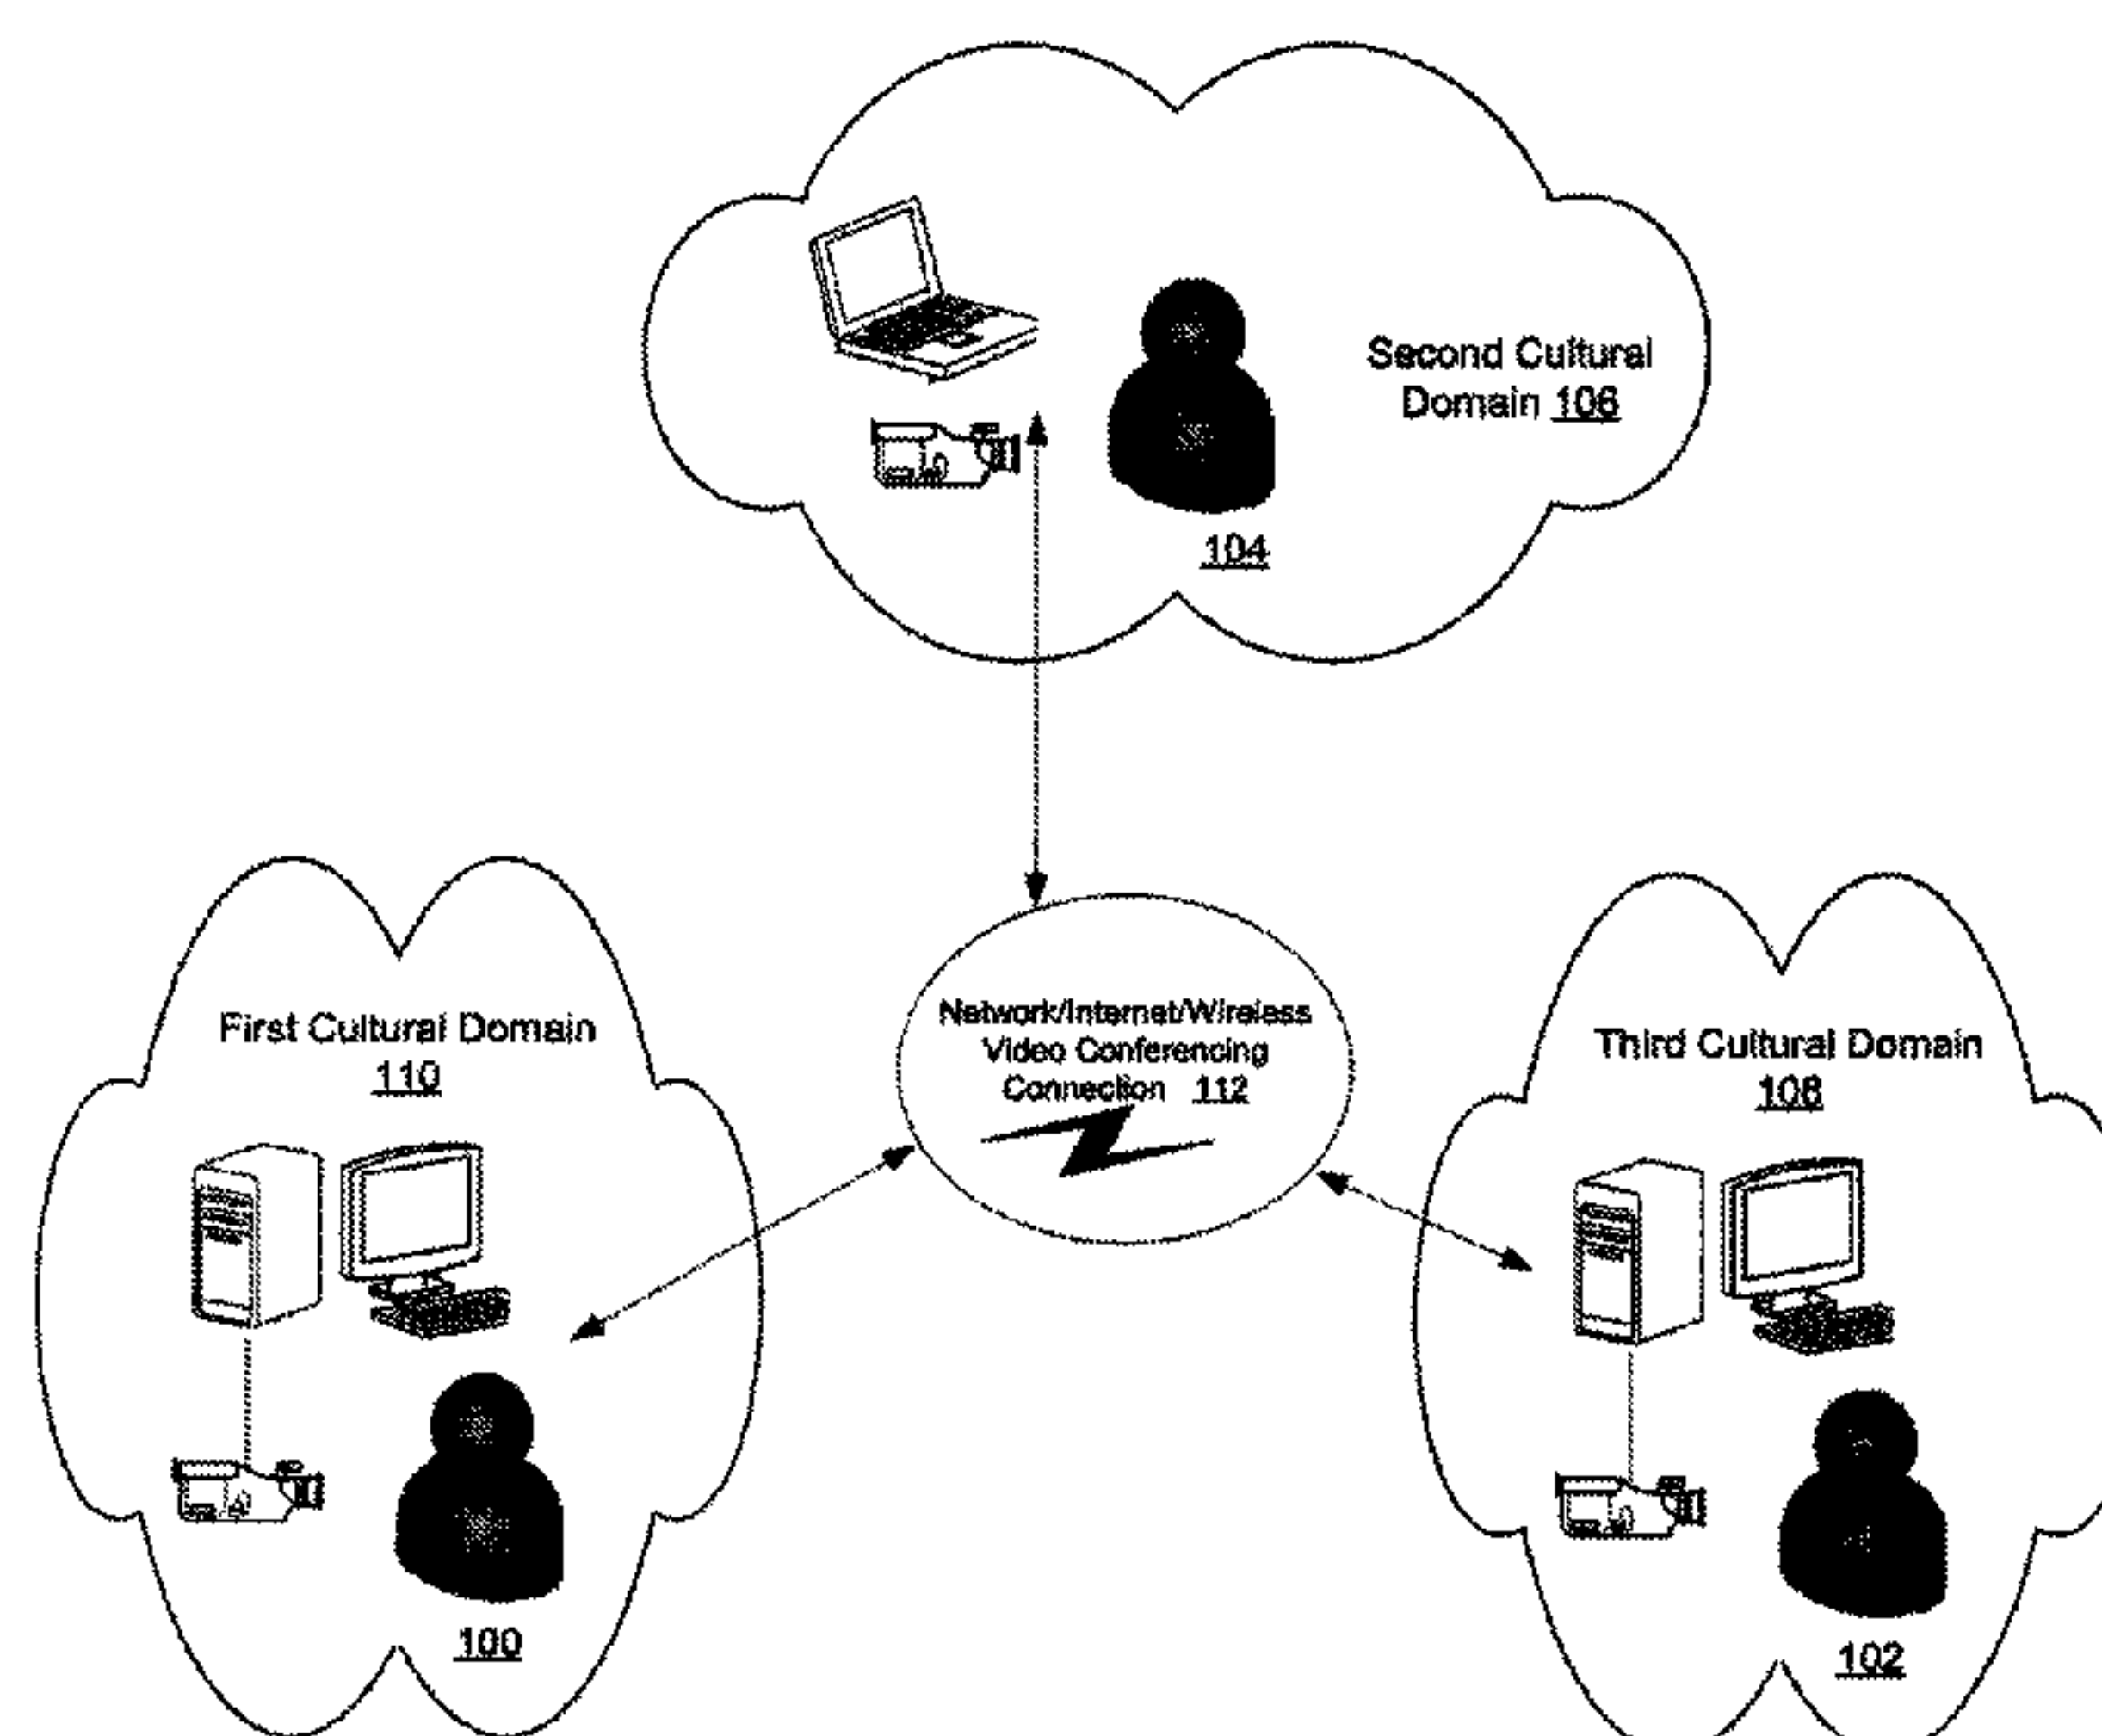 Second Cultural
Domain 106
104
Network/Internet/Wireless
Video Conferencing
Connection 112
First Cultural Domain
110
100
Third Cultural Domain
108
102